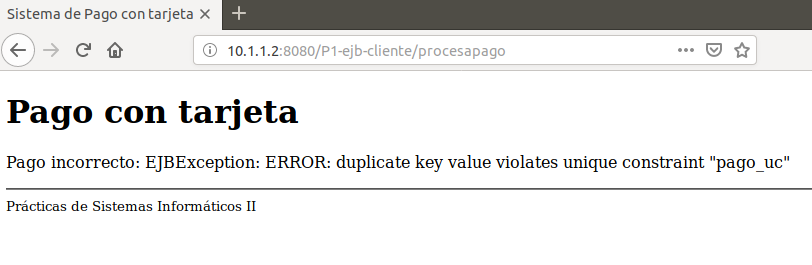 Sistema de Pago con tarjeta
10.1.1.2:8080/P1-ejb-cliente/procesapago
Pago con tarjeta
Pago incorrecto: EJBException: ERROR: duplicate key value violates unique constraint "pago_uc"
Prácticas de Sistemas Informáticos II